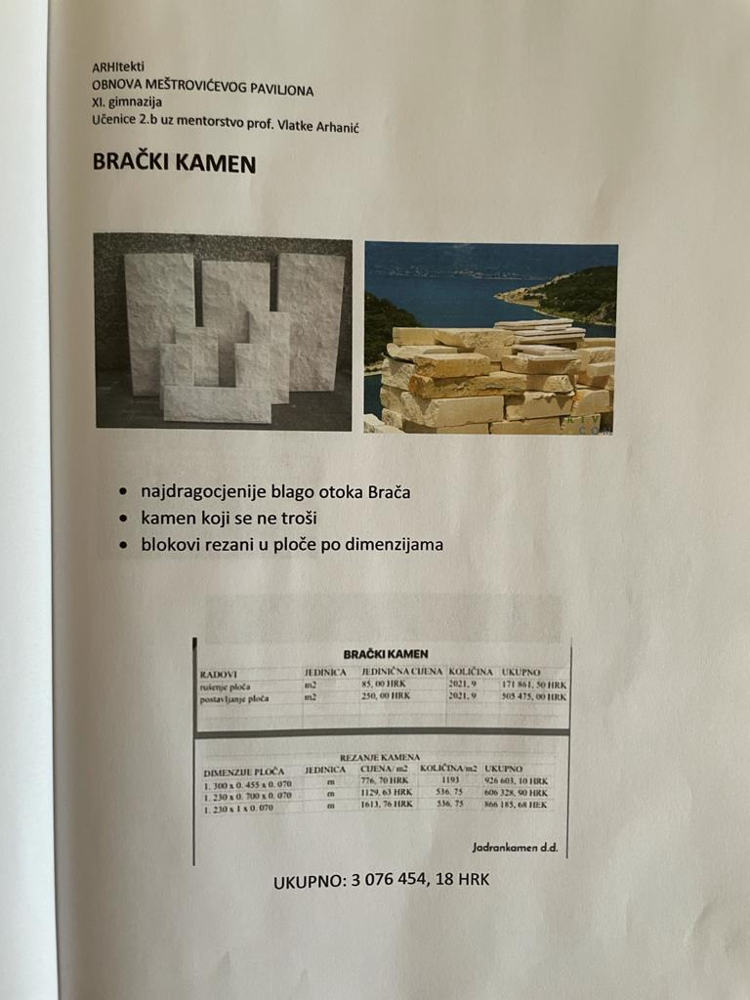 ARHItekti
OBNOVA MEŠTROVIĆEVOG PAVILJONA
XI. gimnazija
Učenice 2.b uz mentorstvo prof. Vlatke Arhanić
BRAČKI KAMEN
• najdragocjenije blago otoka Brača
• kamen koji se ne troši
• blokovi rezani u ploče po dimenzijama
BRAČKI KAMEN
RADOVI JEDINICA JEDINIČNA CIJENA KOLIČINA UKUPNO
rušenje ploča m2 85, 00 HRK 2021, 9 171 861, 50 HRK
postavljanje ploča m2 250, 00 HRK 2021, 9 505 475, 00 HRK
REZANJE KAMENA
DIMENZIJE PLOČA JEDINICA CIJENA/ m2 KOLIČINA/m2 UKUPNO
1. 300 x 0. 455 x 0. 070 m 776, 70 HRK 1193 926 603, 10 HRK
1. 230 x 0. 700 x 0. 070 m 1129, 63 HRK 536, 75 606 328, 90 HRK
1. 230 x 1 x 0. 070 m 1613, 76 HRK 536, 75 866 185, 68 HRK
Jadrankamen d.d.
UKUPNO: 3 076 454, 18 HRK